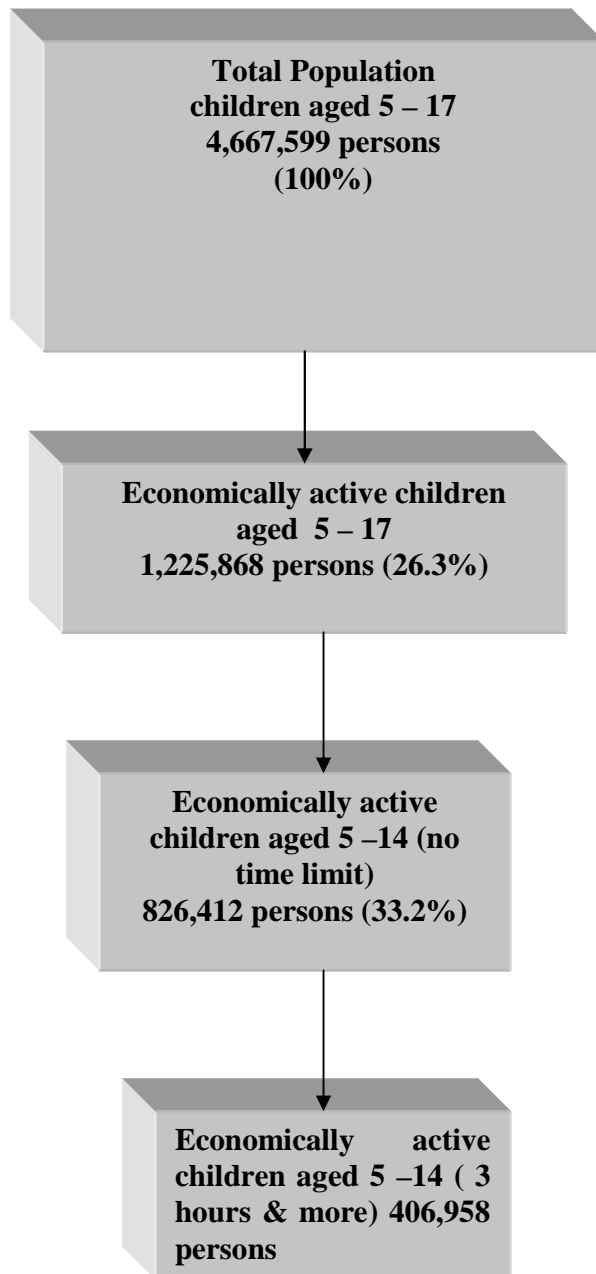 Total Population
children aged 5 – 17
4,667,599 persons
(100%)
Economically active children
aged 5 – 17
1,225,868 persons (26.3%)
Economically active
children aged 5 –14 (no
time limit)
826,412 persons (33.2%)
Economically active
children aged 5 –14 ( 3
hours & more) 406,958
persons